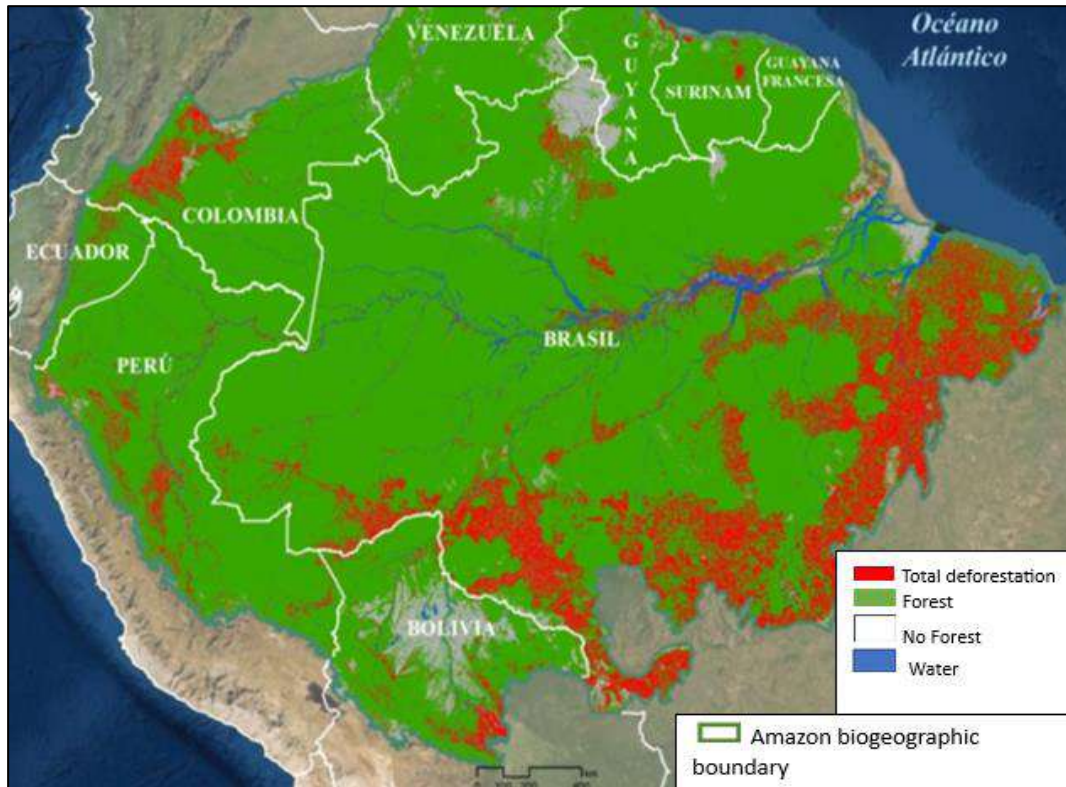 Océano
Atlántico
VENEZUELA
GUYANA
SURINAM
GUAYANA
FRANCESA
COLOMBIA
ECUADOR
PERÚ
BRASIL
BOLIVIA
Total deforestation
Forest
No Forest
Water
Amazon biogeographic
boundary